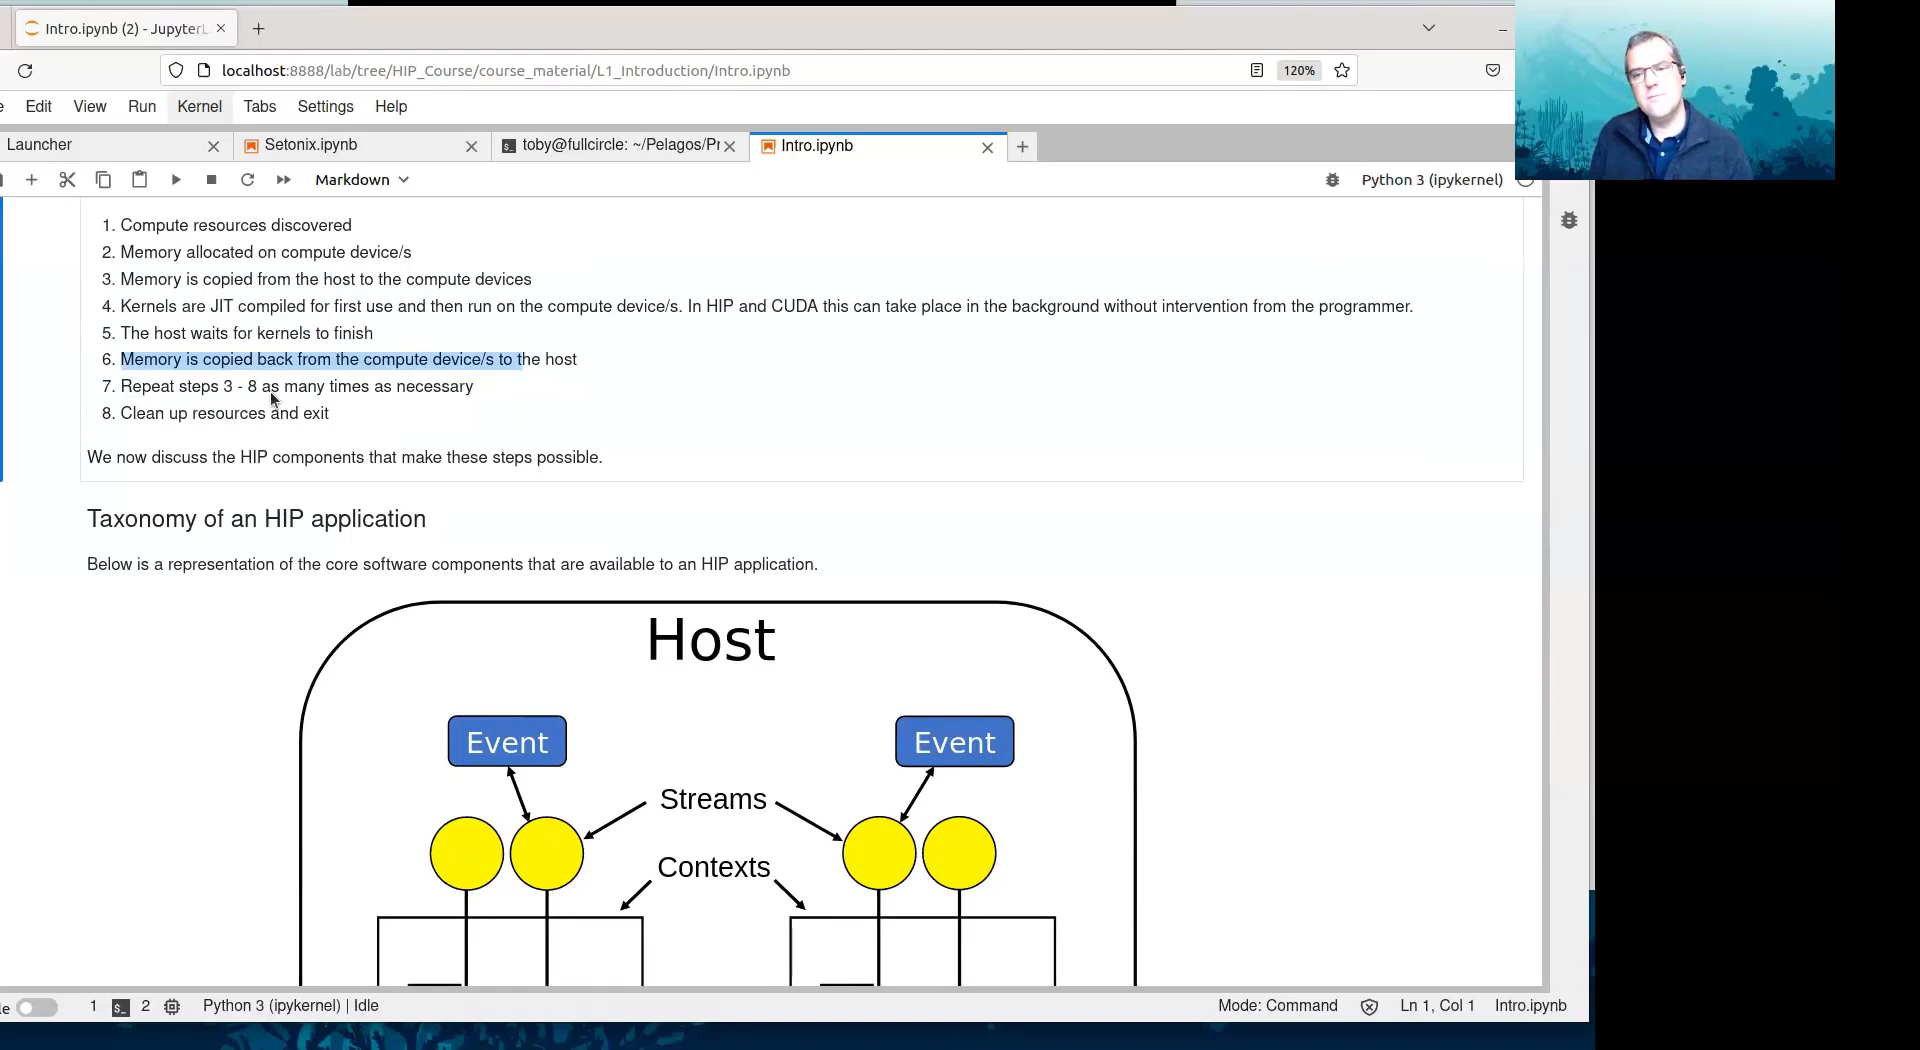 Intro.ipynb (2) - JupyterL
localhost:8888/lab/tree/HIP_Course/course_material/L1_Introduction/Intro.ipynb
120%
Edit View Run Kernel Tabs Settings Help
Launcher
Setonix.ipynb
toby@fullcircle: ~/Pelagos/Pr
Intro.ipynb
Markdown
Python 3 (ipykernel)
1. Compute resources discovered
2. Memory allocated on compute device/s
3. Memory is copied from the host to the compute devices
4. Kernels are JIT compiled for first use and then run on the compute device/s. In HIP and CUDA this can take place in the background without intervention from the programmer.
5. The host waits for kernels to finish
6. Memory is copied back from the compute device/s to the host
7. Repeat steps 3 - 8 as many times as necessary
8. Clean up resources and exit
We now discuss the HIP components that make these steps possible.
Taxonomy of an HIP application
Below is a representation of the core software components that are available to an HIP application.
Host
Event
Event
Streams
Contexts
le
1
2
Python 3 (ipykernel) | Idle
Mode: Command
Ln 1, Col 1
Intro.ipynb